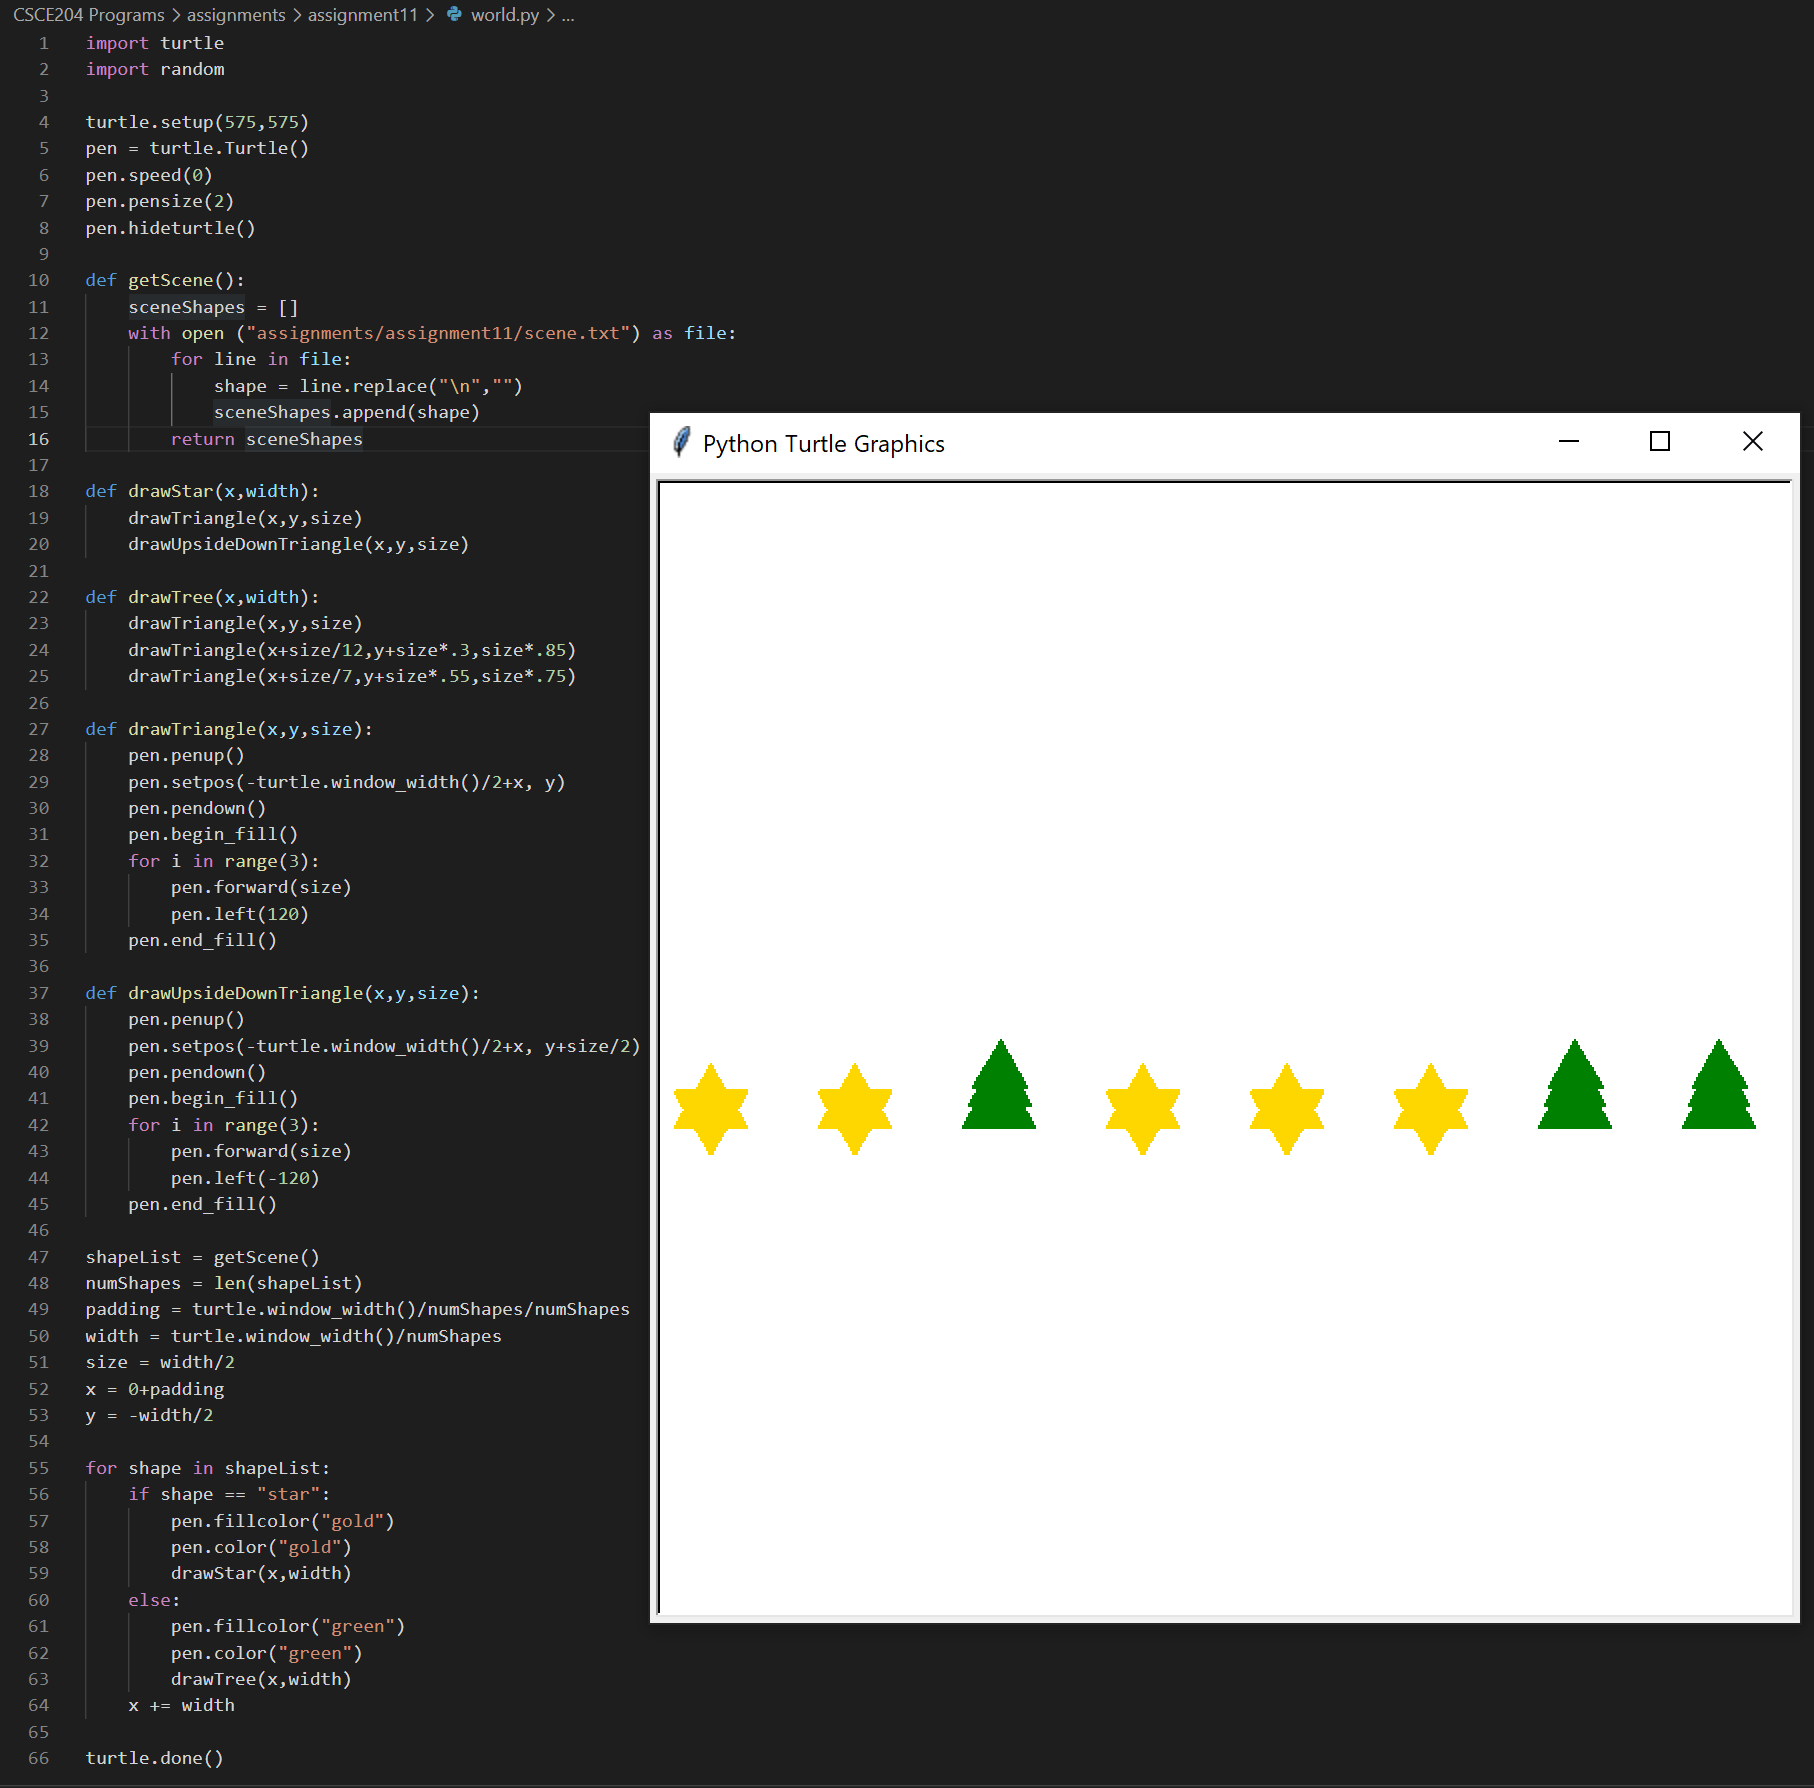 CSCE204 Programs > assignments > assignment11 > world.py > ...
1 import turtle
2 import random
3
4 turtle.setup(575,575)
5 pen = turtle.Turtle()
6 pen.speed(0)
7 pen.pensize(2)
8 pen.hideturtle()
9
10 def getScene():
11     sceneShapes = []
12     with open ("assignments/assignment11/scene.txt") as file:
13         for line in file:
14             shape = line.replace("\n","")
15             sceneShapes.append(shape)
16         return sceneShapes
Python Turtle Graphics
17
18 def drawStar(x,width):
19     drawTriangle(x,y,size)
20     drawUpsideDownTriangle(x,y,size)
21
22 def drawTree(x,width):
23     drawTriangle(x,y,size)
24     drawTriangle(x+size/12,y+size*.3,size*.85)
25     drawTriangle(x+size/7,y+size*.55,size*.75)
26
27 def drawTriangle(x,y,size):
28     pen.penup()
29     pen.setpos(-turtle.window_width()/2+x, y)
30     pen.pendown()
31     pen.begin_fill()
32     for i in range(3):
33         pen.forward(size)
34         pen.left(120)
35     pen.end_fill()
36
37 def drawUpsideDownTriangle(x,y,size):
38     pen.penup()
39     pen.setpos(-turtle.window_width()/2+x, y+size/2)
40     pen.pendown()
41     pen.begin_fill()
42     for i in range(3):
43         pen.forward(size)
44         pen.left(-120)
45     pen.end_fill()
46
47 shapeList = getScene()
48 numShapes = len(shapeList)
49 padding = turtle.window_width()/numShapes/numShapes
50 width = turtle.window_width()/numShapes
51 size = width/2
52 x = 0+padding
53 y = -width/2
54
55 for shape in shapeList:
56     if shape == "star":
57         pen.fillcolor("gold")
58         pen.color("gold")
59         drawStar(x,width)
60     else:
61         pen.fillcolor("green")
62         pen.color("green")
63         drawTree(x,width)
64     x += width
65
66 turtle.done()